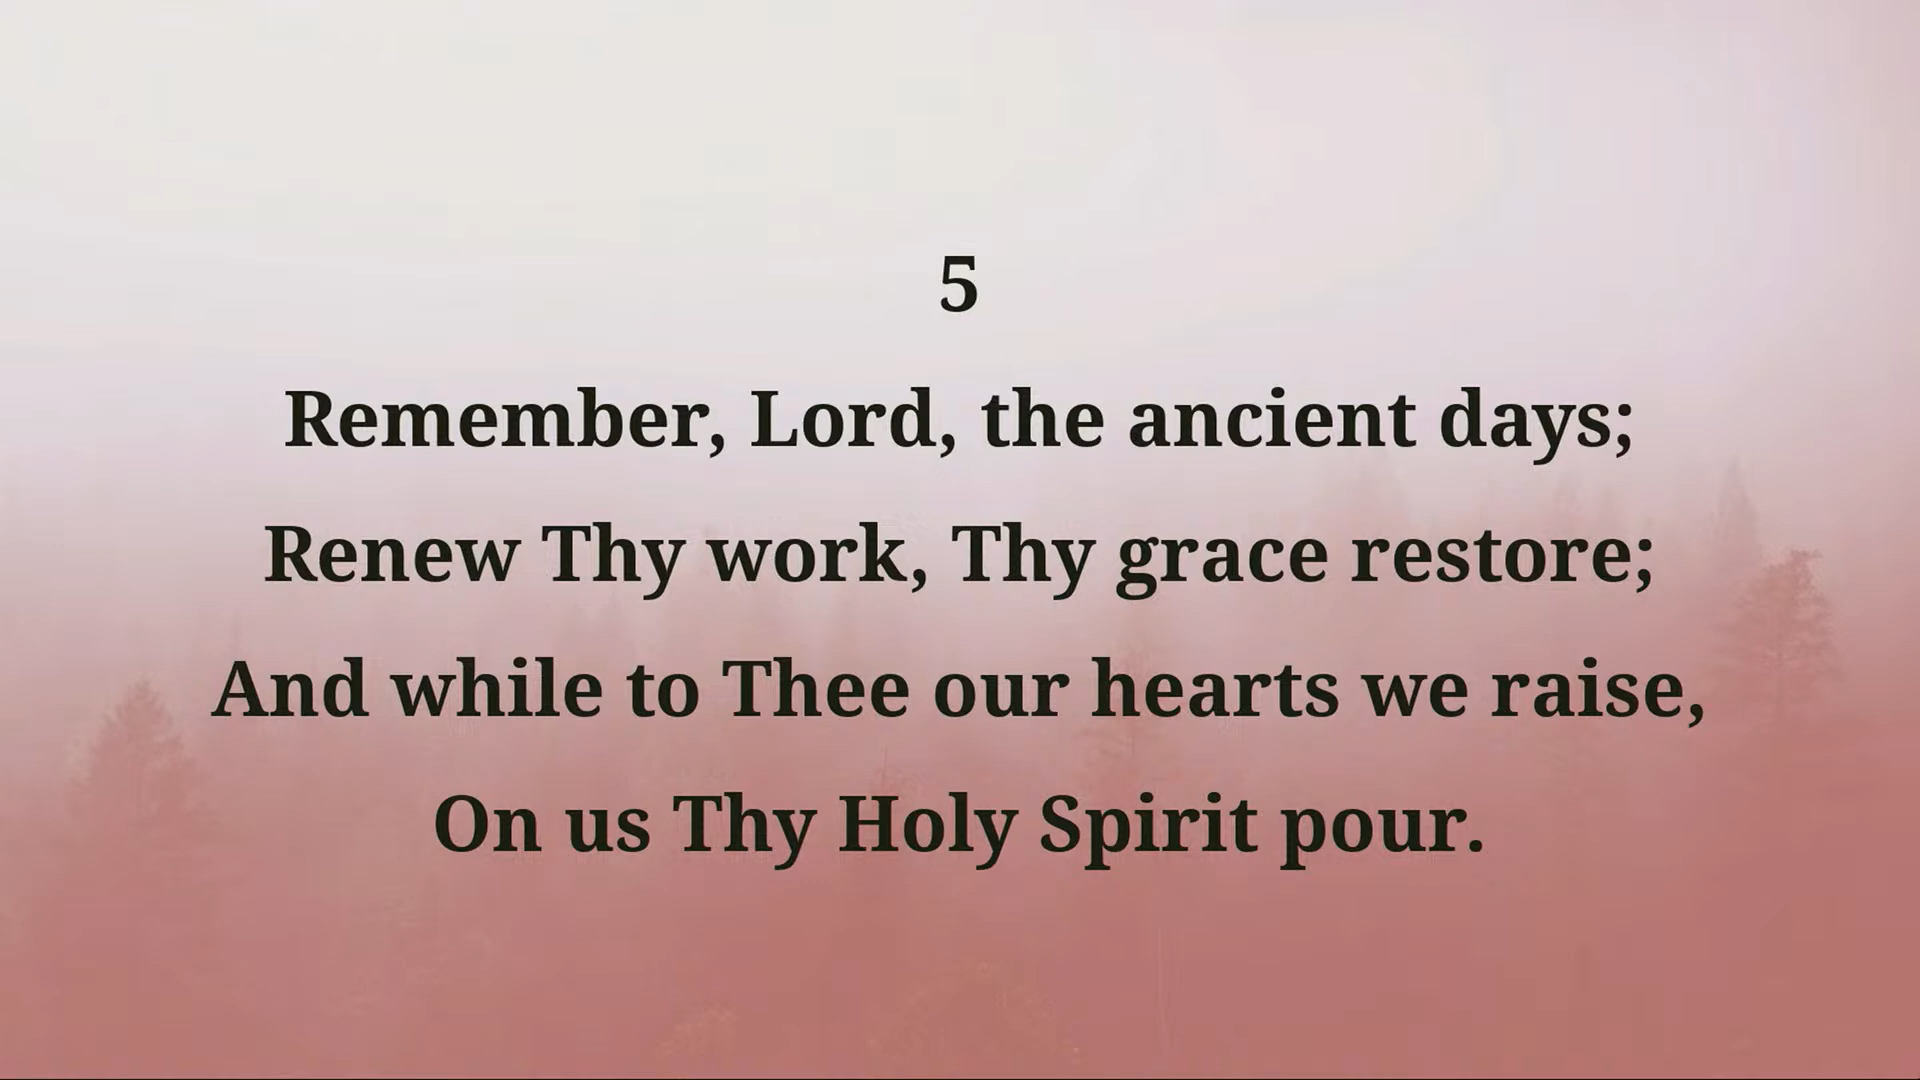 5
Remember, Lord, the ancient days;
Renew Thy work, Thy grace restore;
And while to Thee our hearts we raise,
On us Thy Holy Spirit pour.